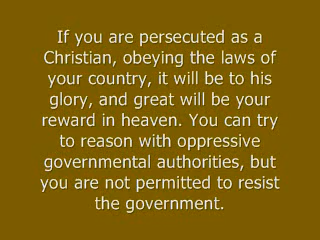 If you are persecuted as a
Christian, obeying the laws of
your country, it will be to his
glory, and great will be your
reward in heaven. You can try
to reason with oppressive
governmental authorities, but
you are not permitted to resist
the government.